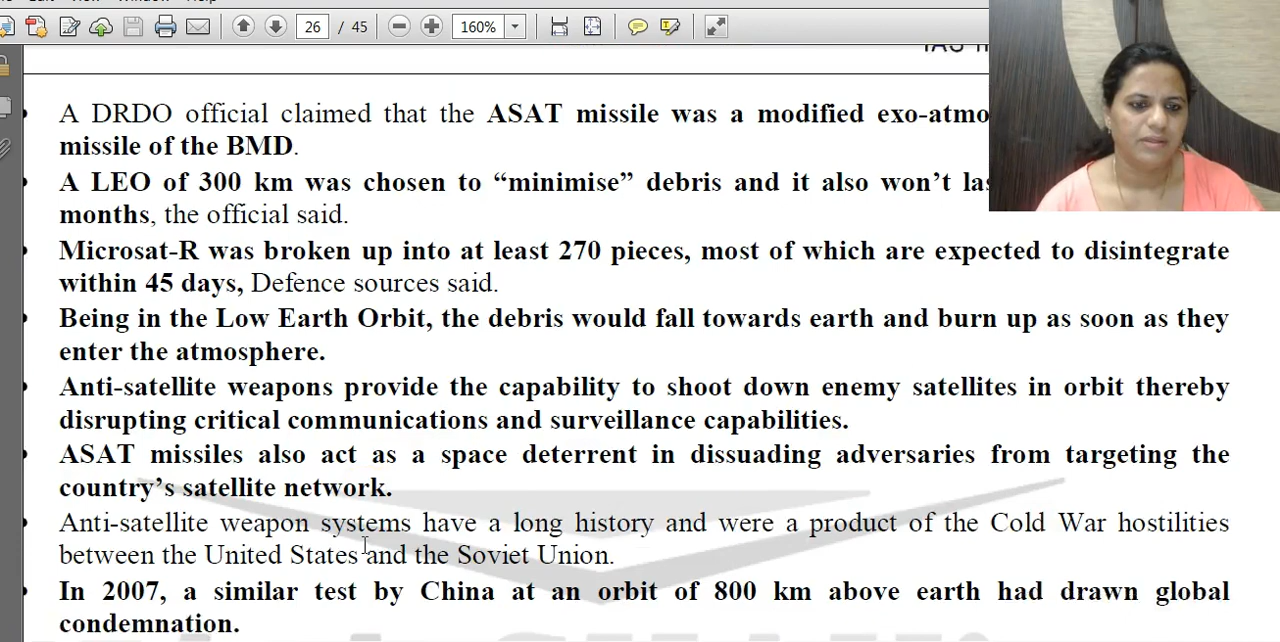 26 / 45 160%
A DRDO official claimed that the ASAT missile was a modified
missile of the BMD.
A LEO of 300 km was chosen to “minimise” debris and it also won’t
months, the official said.
Microsat-R was broken up into at least 270 pieces, most of which are expected to disintegrate
within 45 days, Defence sources said.
Being in the Low Earth Orbit, the debris would fall towards earth and burn up as soon as they
enter the atmosphere.
Anti-satellite weapons provide the capability to shoot down enemy satellites in orbit thereby
disrupting critical communications and surveillance capabilities.
ASAT missiles also act as a space deterrent in dissuading adversaries from targeting the
country’s satellite network.
Anti-satellite weapon systems have a long history and were a product of the Cold War hostilities
between the United States and the Soviet Union.
In 2007, a similar test by China at an orbit of 800 km above earth had drawn global
condemnation.